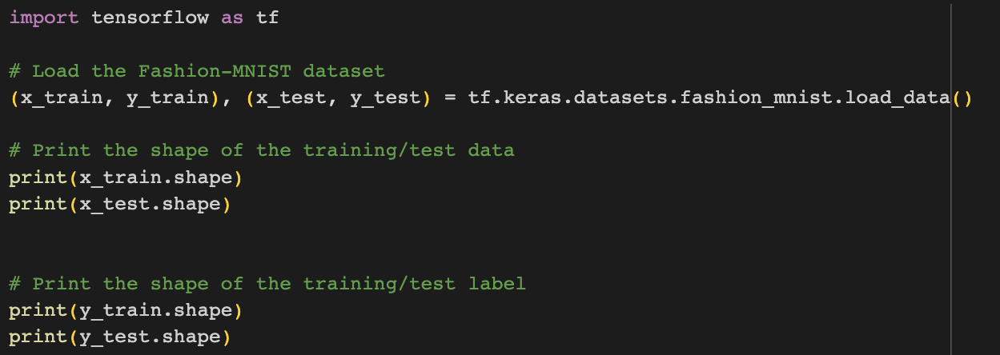 import tensorflow as tf
# Load the Fashion-MNIST dataset
(x_train, y_train), (x_test, y_test) = tf.keras.datasets.fashion_mnist.load_data()
# Print the shape of the training/test data
print(x_train.shape)
print(x_test.shape)
# Print the shape of the training/test label
print(y_train.shape)
print(y_test.shape)